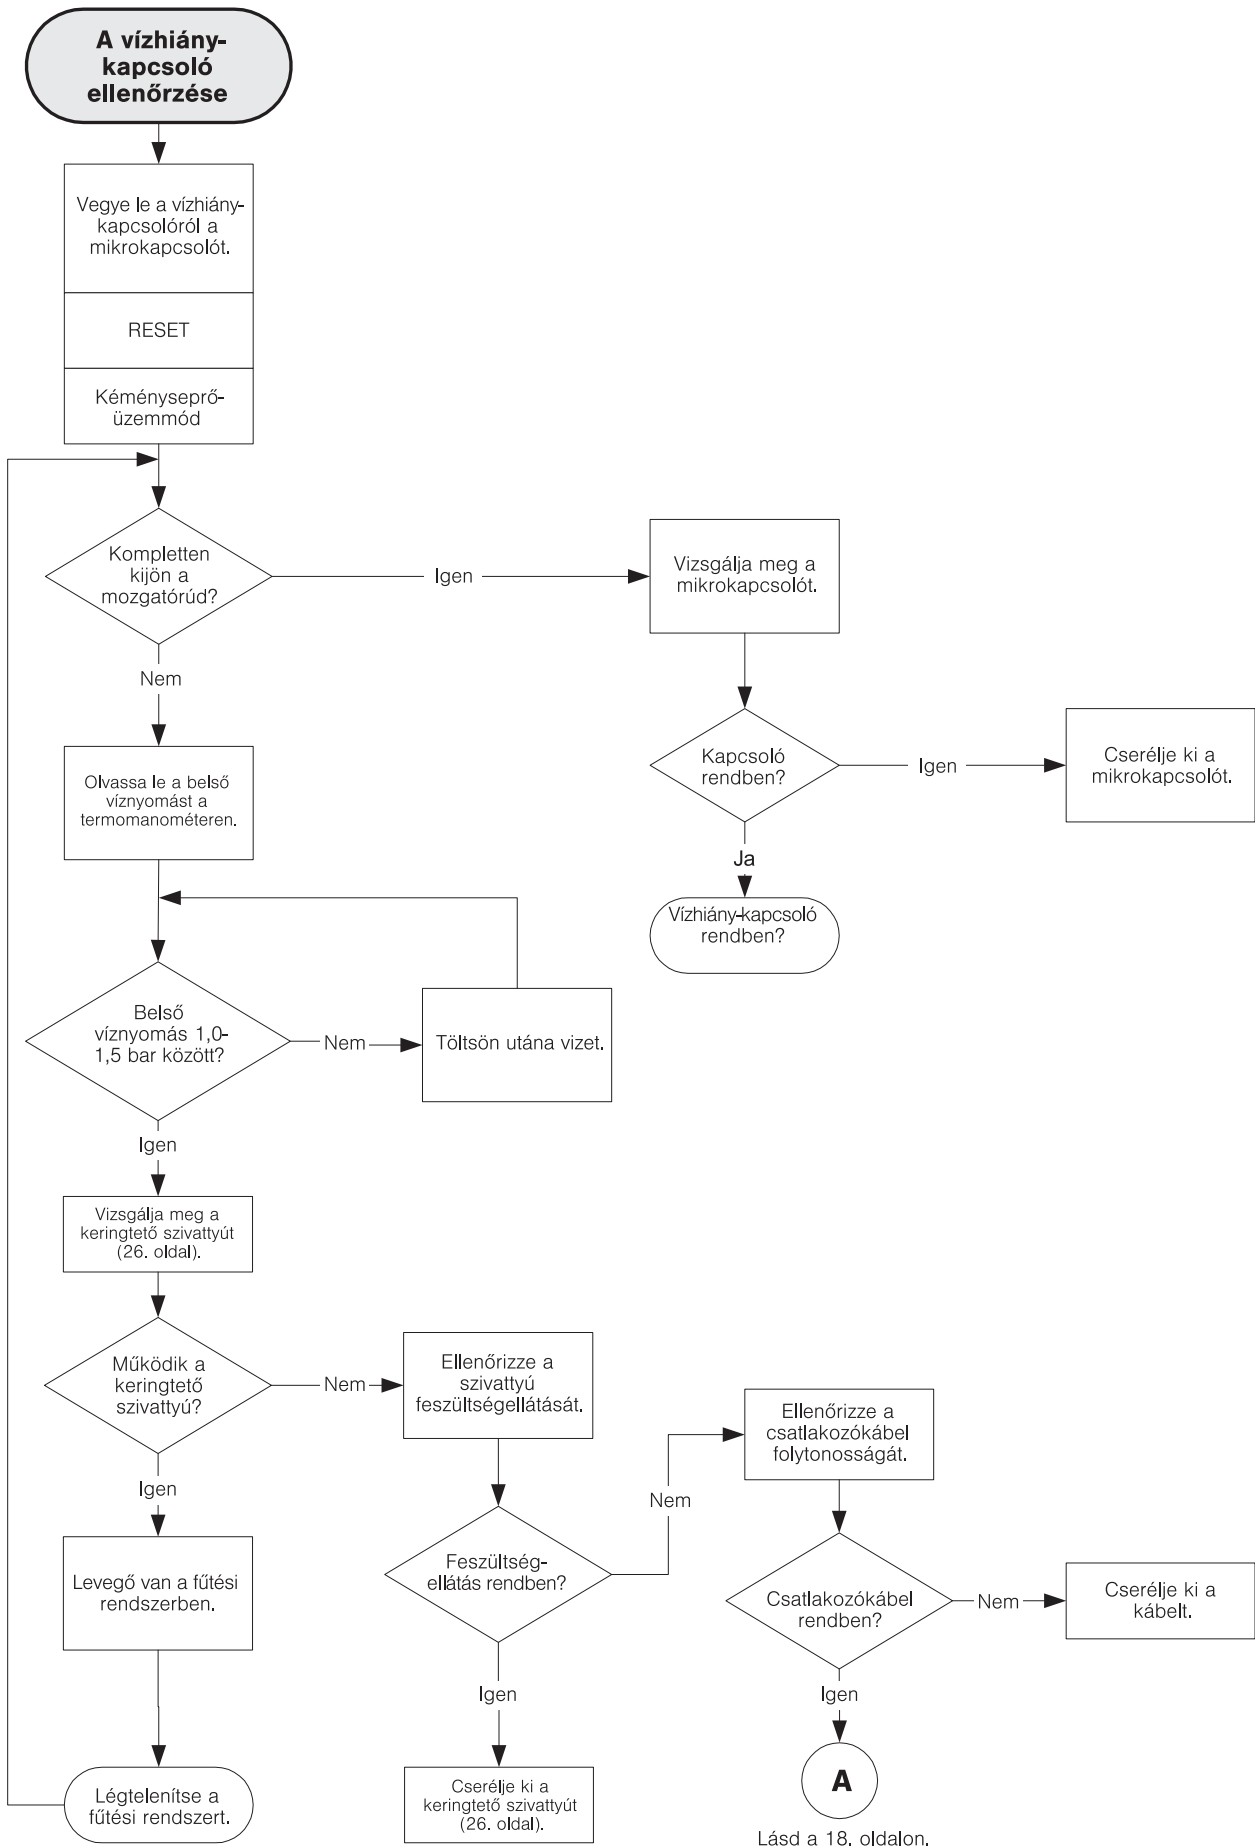 A vízhiány-
kapcsoló
ellenőrzése
Vegye le a vízhiány-
kapcsolóról a
mikrokapcsolót.
RESET
Kéményseprő-
üzemmód
Kompletten
kijön a
mozgatórúd?
Igen
Vizsgálja meg a
mikrokapcsolót.
Nem
Olvassa le a belső
víznyomást a
termomanométeren.
Kapcsoló
rendben?
Igen
Cserélje ki a
mikrokapcsolót.
Ja
Vízhiány-kapcsoló
rendben?
Belső
víznyomás 1,0-
1,5 bar között?
Nem
Töltsön utána vizet.
Igen
Vizsgálja meg a
keringtető szivattyút
(26. oldal).
Működik a
keringtető
szivattyú?
Nem
Ellenőrizze a
szivattyú
feszültségellátását.
Ellenőrizze a
csatlakozókábel
folytonosságát.
Igen
Nem
Levegő van a fűtési
rendszerben.
Feszültség-
ellátás rendben?
Csatlakozókábel
rendben?
Nem
Cserélje ki a
kábelt.
Igen
Igen
Légtelenítse a
fűtési rendszert.
Cserélje ki a
keringtető szivattyút
(26. oldal).
A
Lásd a 18. oldalon.